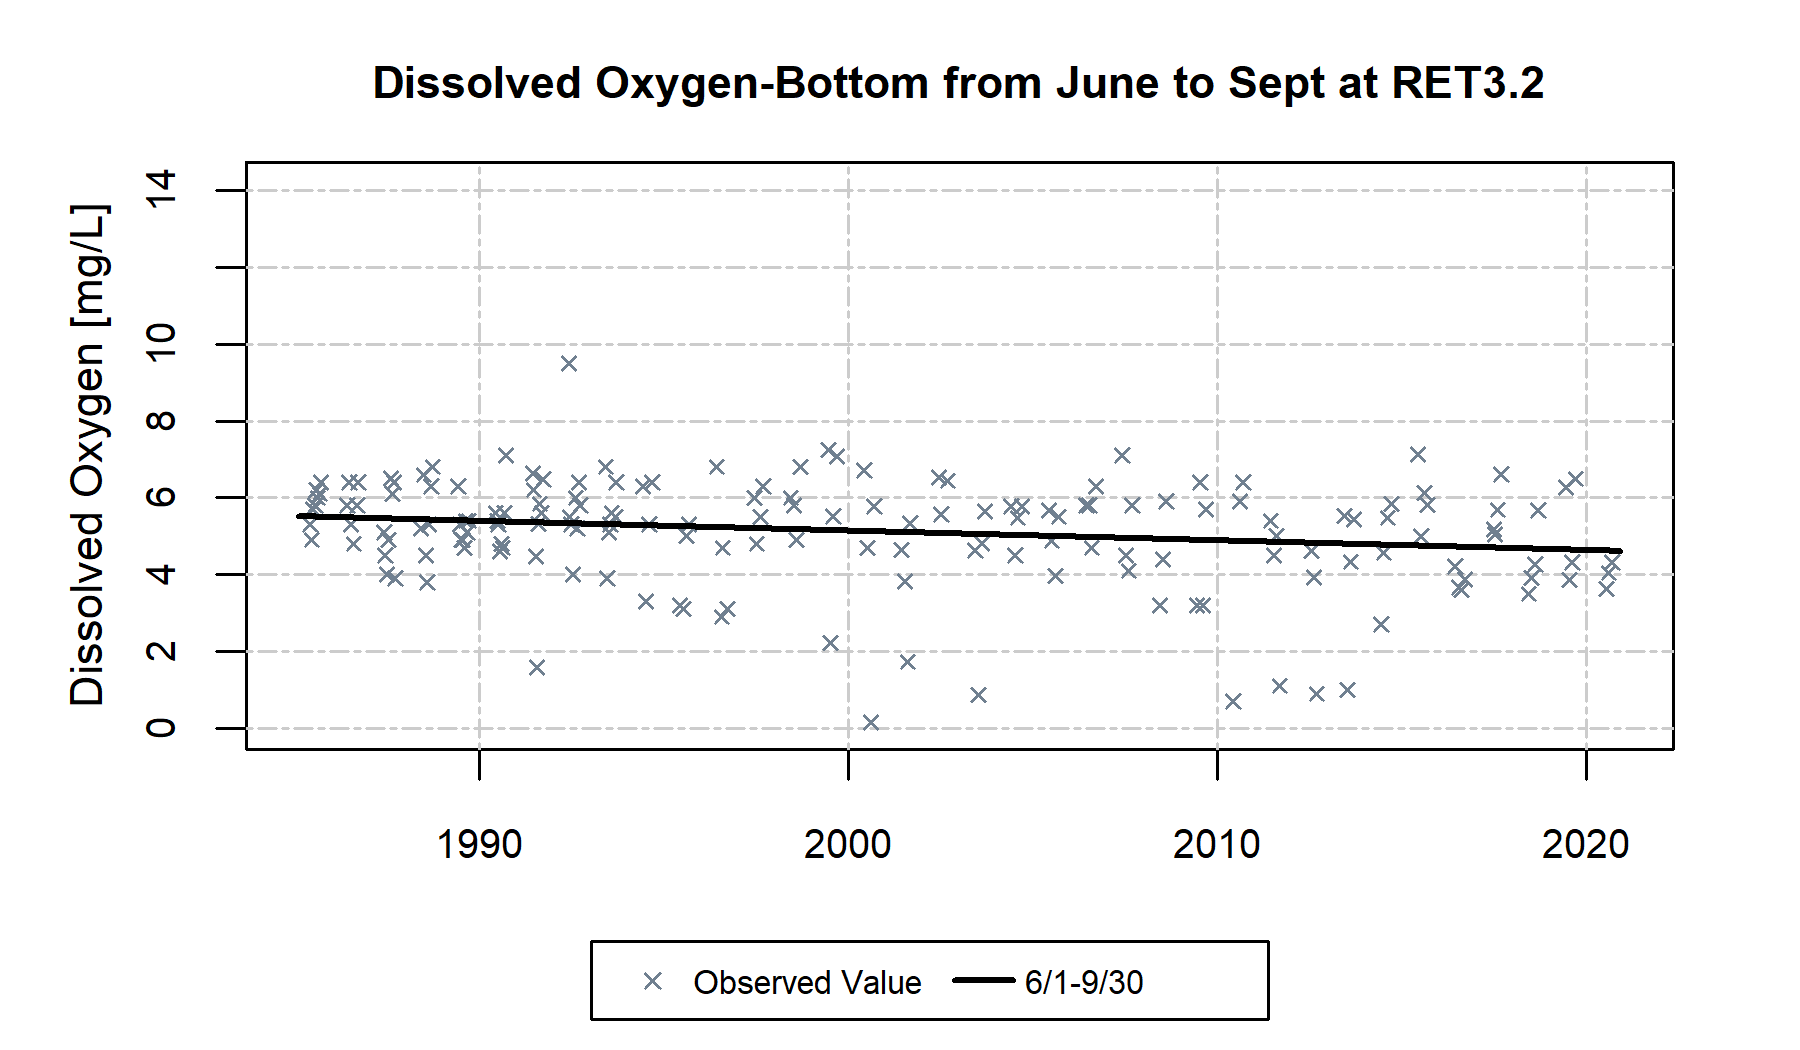 Dissolved Oxygen-Bottom from June to Sept at RET3.2
Dissolved Oxygen [mg/L]
14
10
8
6
4
2
0
1990 2000 2010 2020
Observed Value 6/1-9/30